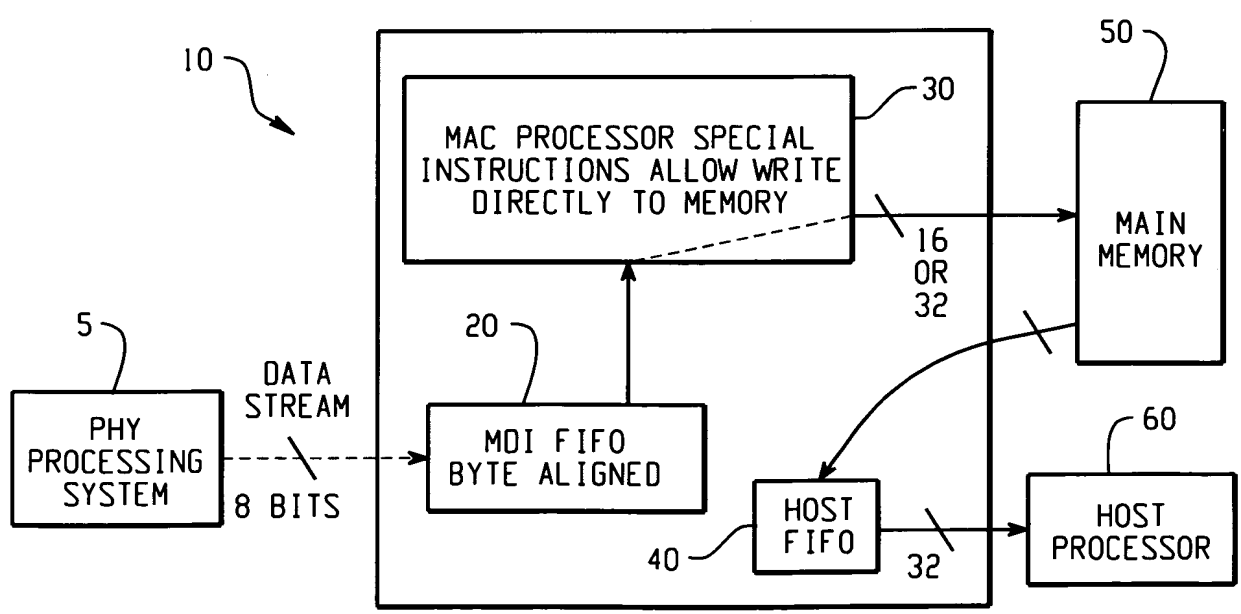 10
50
30
MAC PROCESSOR SPECIAL
INSTRUCTIONS ALLOW WRITE
DIRECTLY TO MEMORY
MAIN
MEMORY
16
OR
32
5
20
DATA
STREAM
PHY
PROCESSING
SYSTEM
8 BITS
MDI FIFO
BYTE ALIGNED
60
HOST
FIFO
40
32
HOST
PROCESSOR